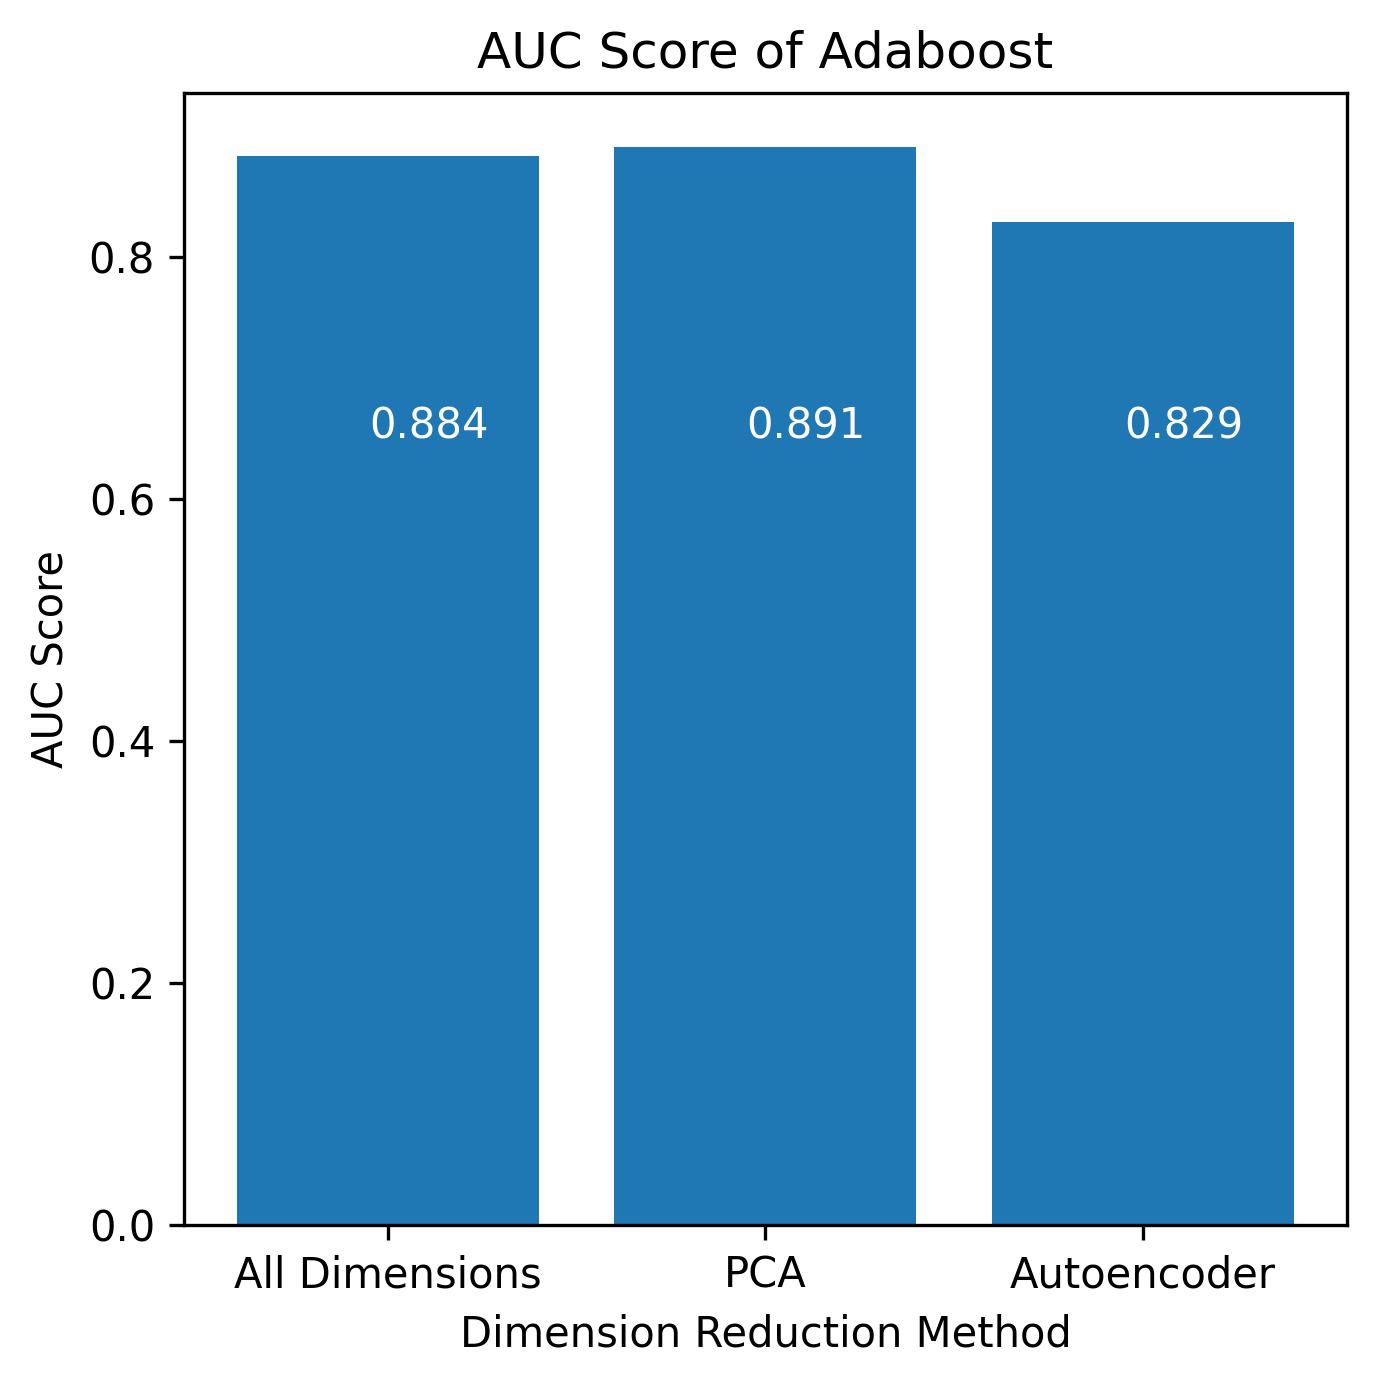 AUC Score of Adaboost
AUC Score
0.8
0.6
0.4
0.2
0.0
0.884
0.891
0.829
All Dimensions
PCA
Autoencoder
Dimension Reduction Method